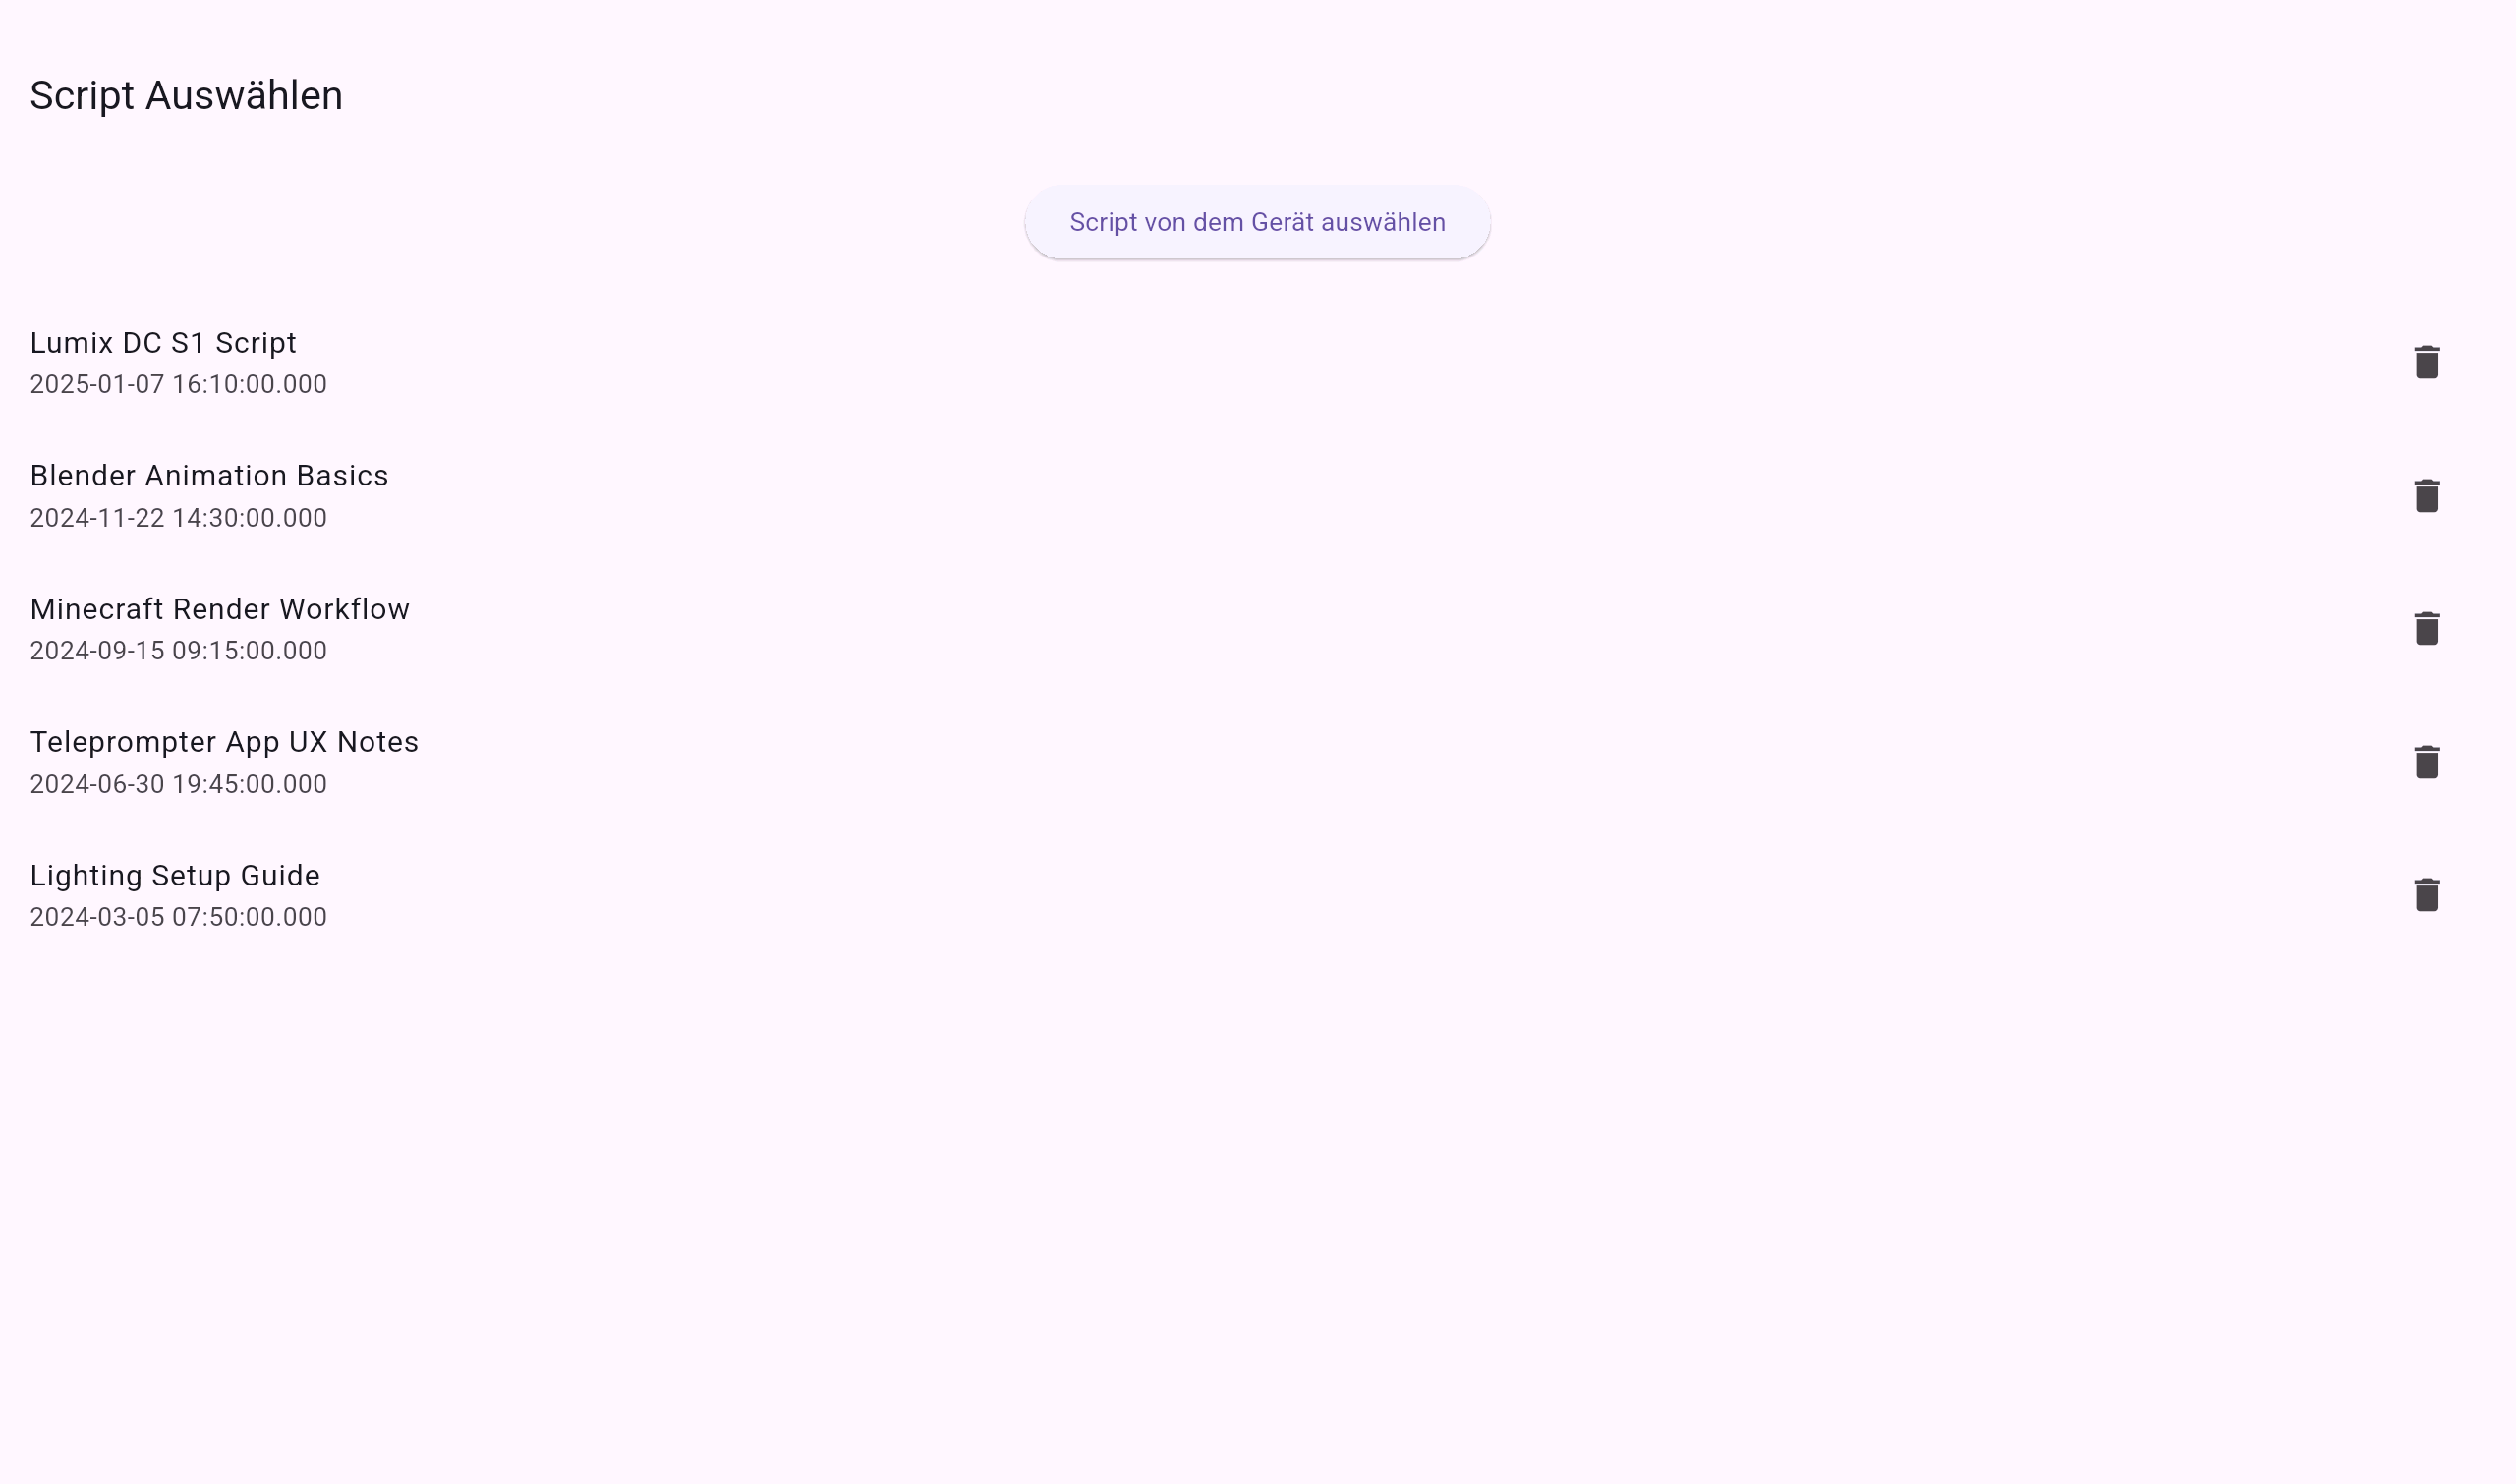 Script Auswählen
Script von dem Gerät auswählen
Lumix DC S1 Script
2025-01-07 16:10:00.000
Blender Animation Basics
2024-11-22 14:30:00.000
Minecraft Render Workflow
2024-09-15 09:15:00.000
Teleprompter App UX Notes
2024-06-30 19:45:00.000
Lighting Setup Guide
2024-03-05 07:50:00.000